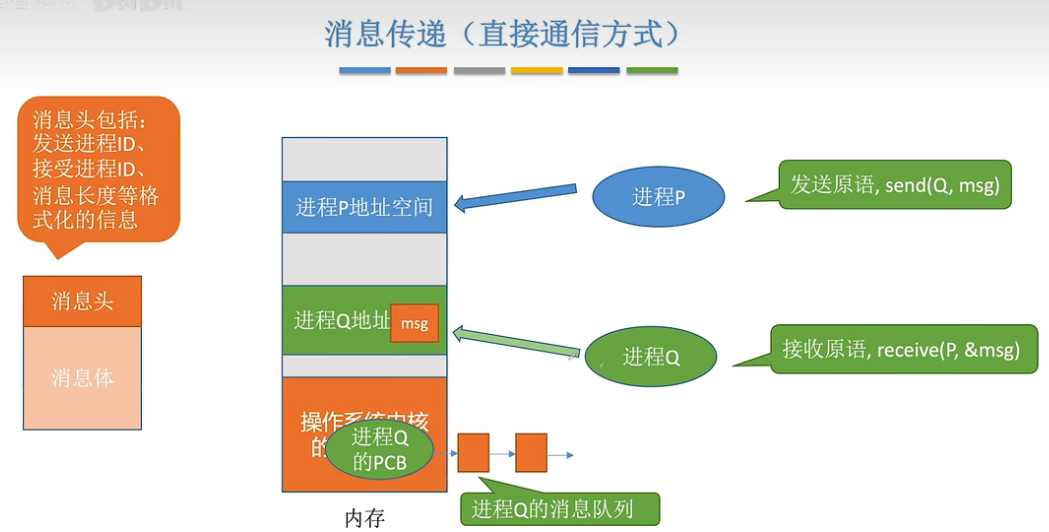 消息传递（直接通信方式）
消息头包括：
发送进程ID、
接受进程ID、
消息长度等格
式化的信息
消息头
消息体
进程P地址空间
进程Q地址
msg
操作系统内核
的
进程Q
的PCB
内存
进程P
发送原语, send(Q, msg)
进程Q
接收原语, receive(P, &msg)
进程Q的消息队列